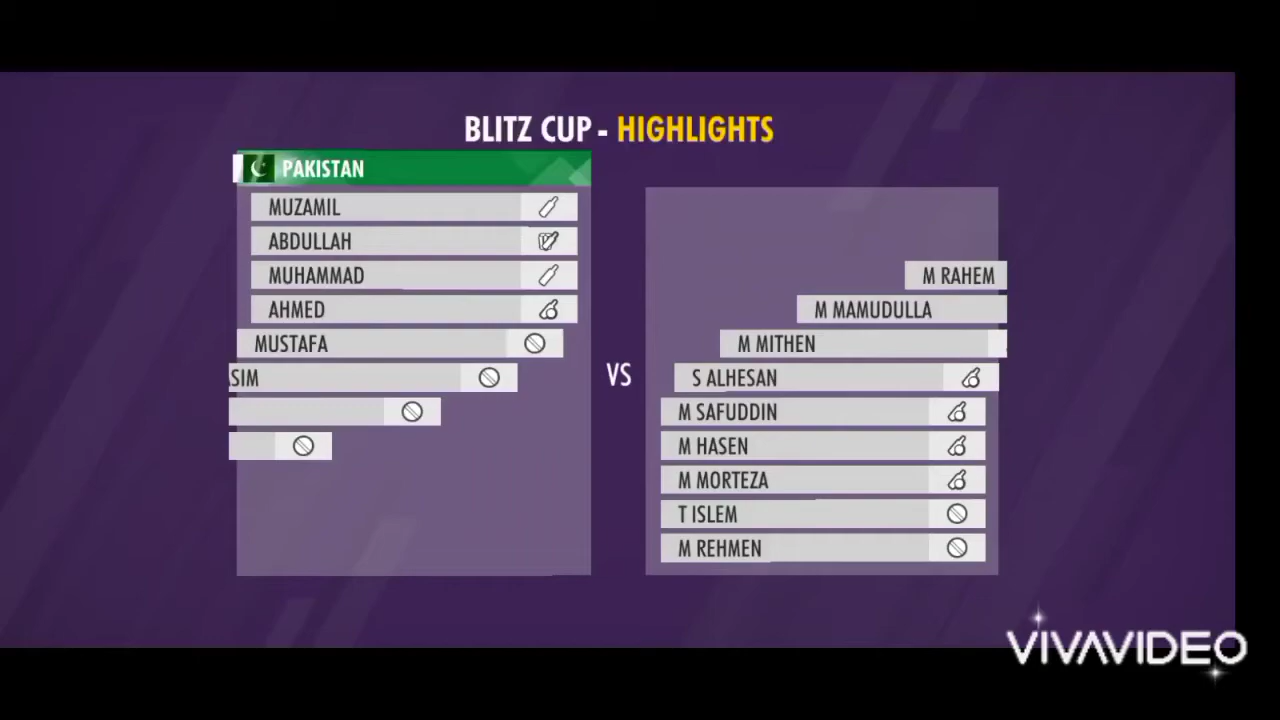 BLITZ CUP - HIGHLIGHTS
PAKISTAN
MUZAMIL
ABDULLAH
MUHAMMAD
AHMED
MUSTAFA
SIM
VS
M RAHEM
M MAMUDULLA
M MITHEN
S ALHESAN
M SAFUDDIN
M HASEN
M MORTEZA
T ISLEM
M REHMEN
VIVAVIDEO